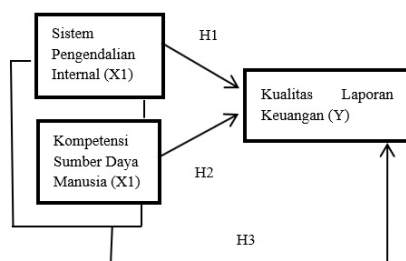 Sistem
Pengendalian
Internal (X1)
H1
Kualitas Laporan
Keuangan (Y)
Kompetensi
Sumber Daya
Manusia (X1)
H2
H3